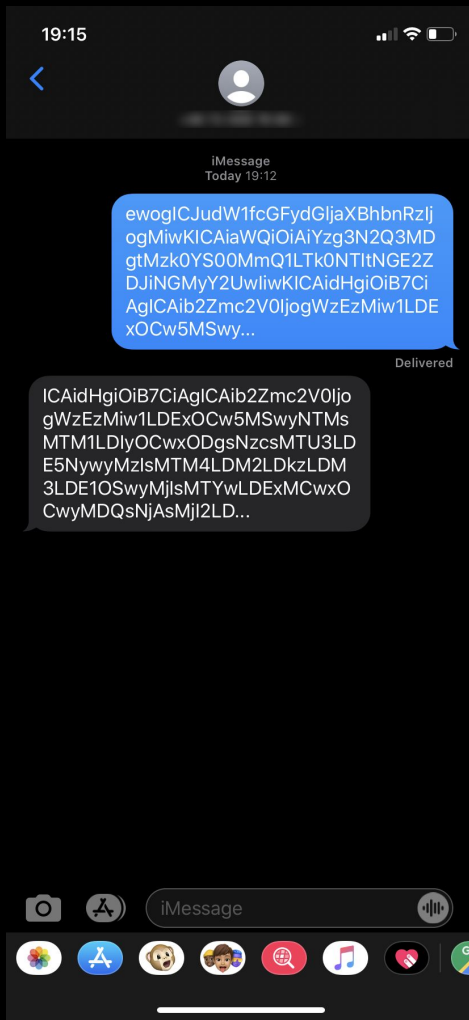 19:15
iMessage
Today 19:12
ewogICJudW1fcGFydGljaXBhbnRzIj
ogMiwKICAiaWQiOiAiYzg3N2Q3MD
gtMzk0YS00MmQ1LTk0NTItNGE2Z
DJiNGMyY2UwIiwKICAidHgiOiB7Ci
AgICAib2Zmc2V0IjogWzEzMiw1LDE
xOCw5MSwy...
Delivered
ICAidHgiOiB7CiAgICAib2Zmc2V0Ijo
gWzEzMiw1LDExOCw5MSwyNTMs
MTM1LDIyOCwxODgsNzcsMTU3LD
E5NywyMzIsMTM4LDM2LDkzLDM
3LDE1OSwyMjIsMTYwLDExMCwxO
CwyMDQsNjAsMjI2LD...
iMessage